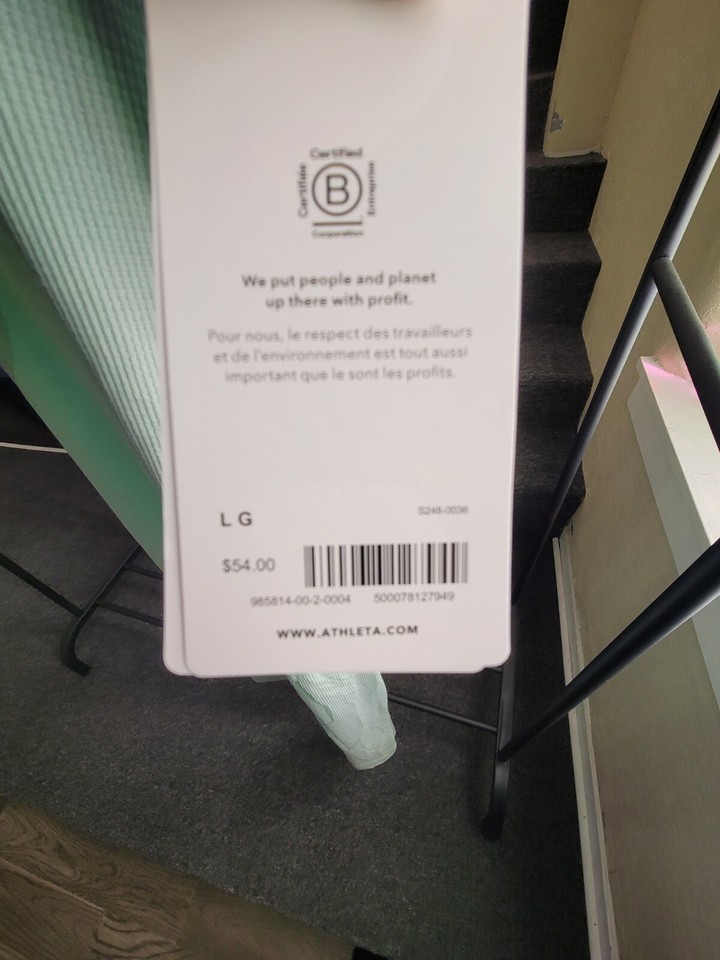 Certified
Certifiée
B
Entreprise
Corporation
We put people and planet
up there with profit.
Pour nous, le respect des travailleurs
et de l'environnement est tout aussi
important que le sont les profits.
LG
S248-0036
$54.00
985814-00-2-0004 500078127949
WWW.ATHLETA.COM